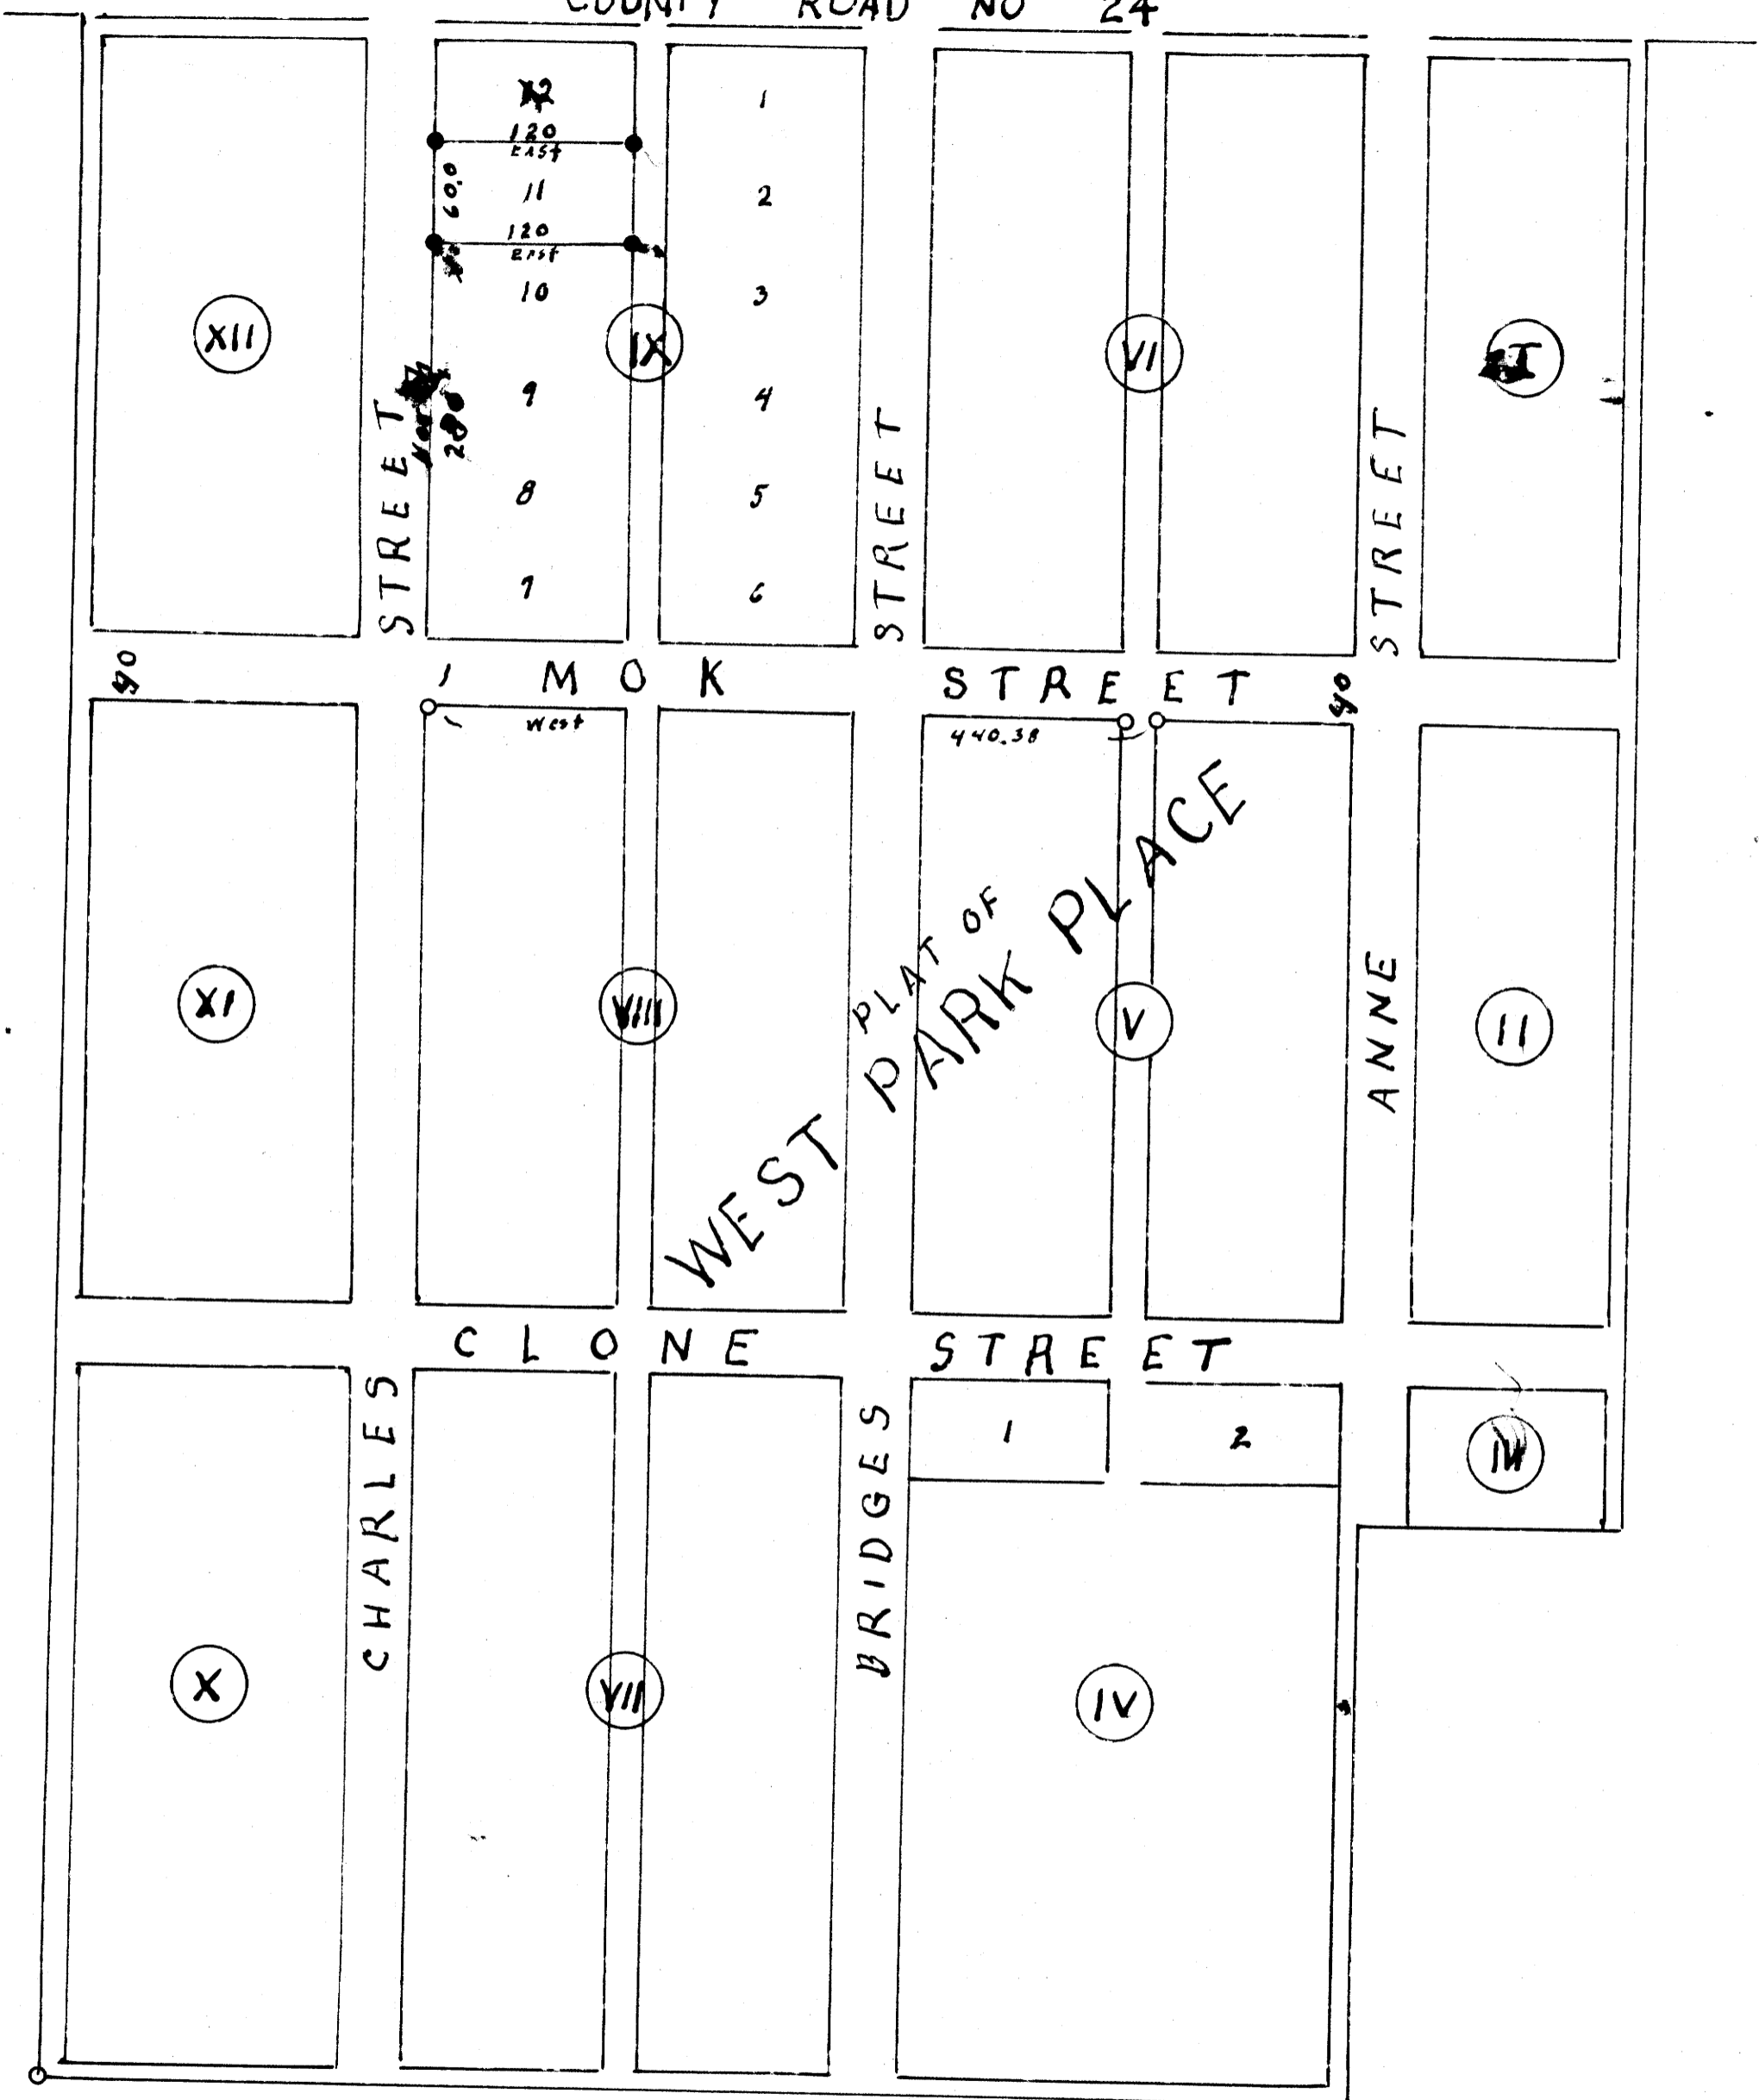 COUNTY ROAD NO 24
1
120
East
60.0
11
2
120
East
10
3
XII
IX
VI
I
9
4
8
5
7
6
STREET
STREET
STREET
40
MOK STREET
40
West
440.38
PLAT OF
WEST PARK PLACE
XI
VIII
V
II
ANNE
CLONE STREET
CHARLES
BRIDGES
1
2
X
VII
IV